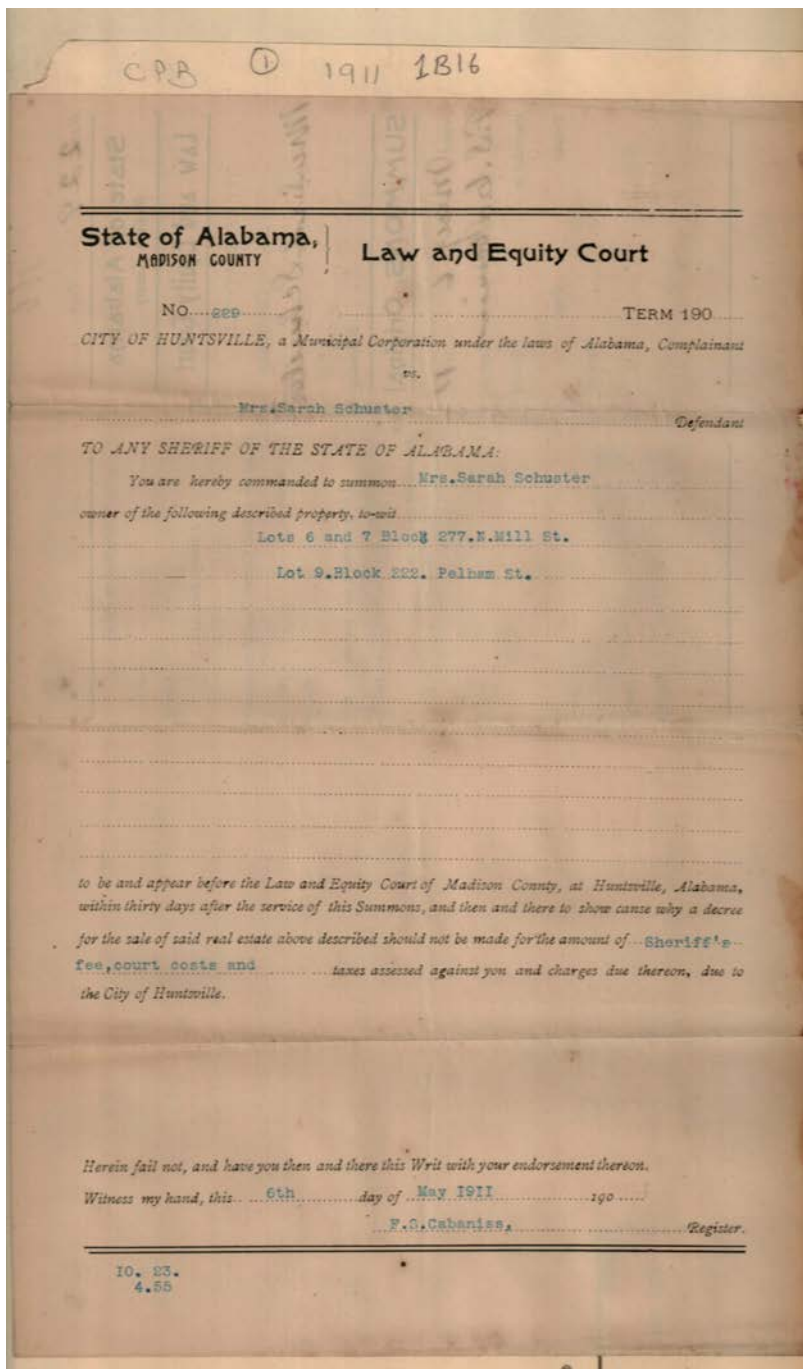 CPB ① 1911 1B16
State of Alabama, Law and Equity Court
MADISON COUNTY
NO....229........ TERM 190......
CITY OF HUNTSVILLE, a Municipal Corporation under the laws of Alabama, Complainant
vs.
Mrs.Sarah Schuster Defendant
TO ANY SHERIFF OF THE STATE OF ALABAMA:
You are hereby commanded to summon Mrs.Sarah Schuster
owner of the following described property, to-wit
Lots 6 and 7 Block 277.N.Mill St.
Lot 9.Block 222. Pelham St.
to be and appear before the Law and Equity Court of Madison County, at Huntsville, Alabama,
within thirty days after the service of this Summons, and then and there to show cause why a decree
for the sale of said real estate above described should not be made for the amount of Sheriff's
fee,court costs and taxes assessed against you and charges due thereon, due to
the City of Huntsville.
Herein fail not, and have you then and there this Writ with your endorsement thereon.
Witness my hand, this 6th day of May I9II 190
F.S.Cabaniss, Register.
I0. 23.
4.55